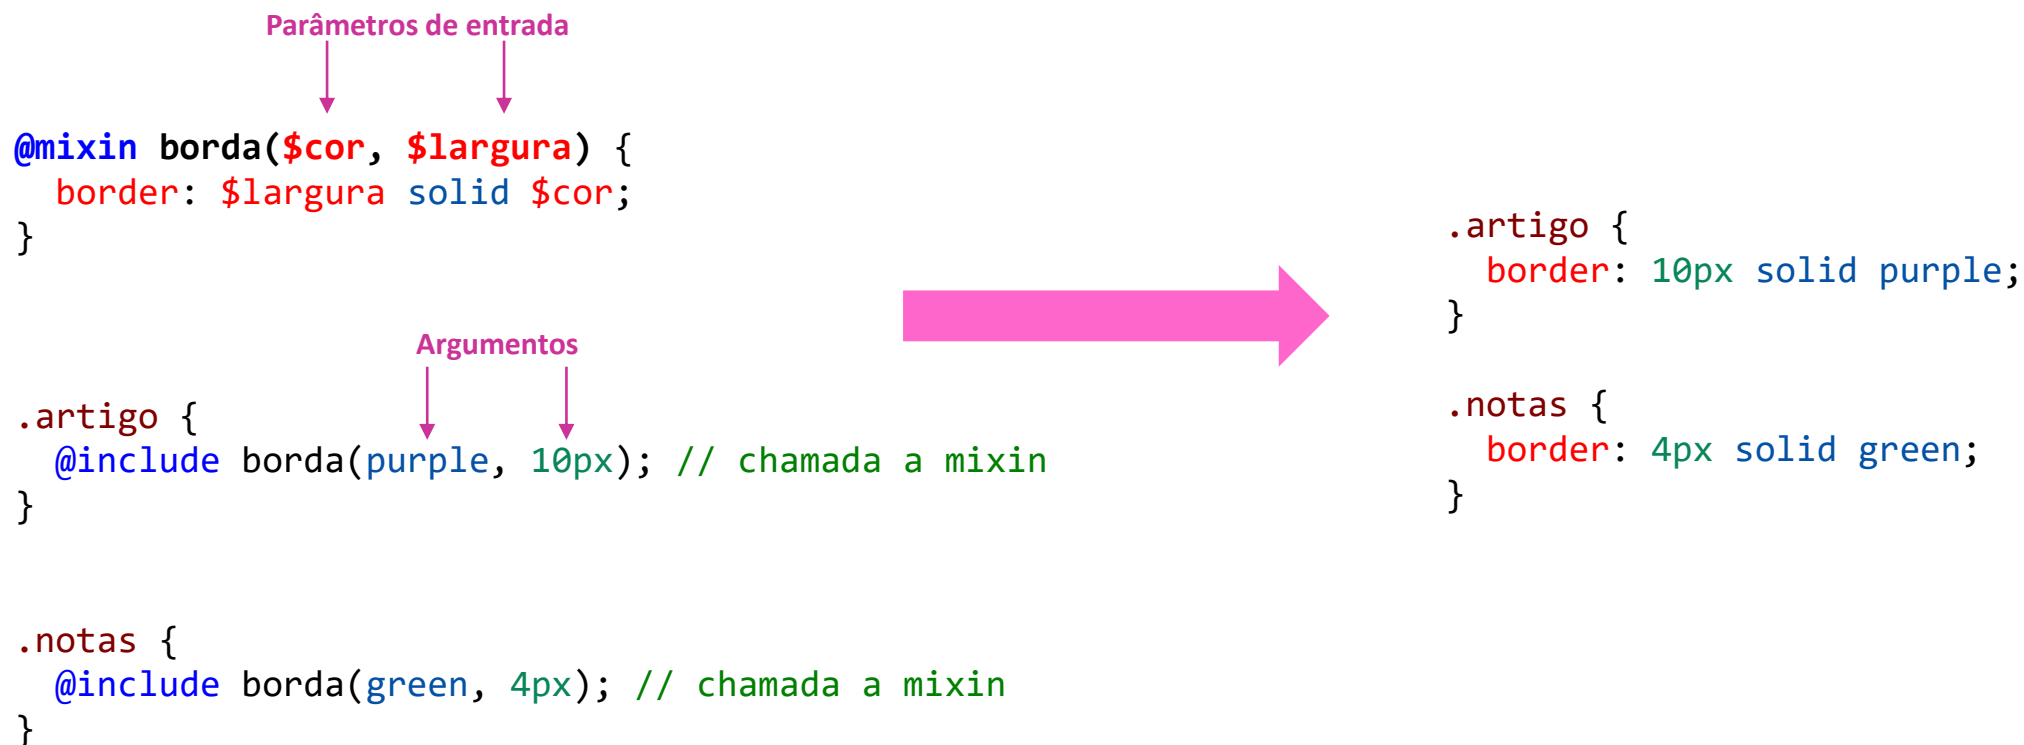 Parâmetros de entrada
@mixin borda($cor, $largura) {
  border: $largura solid $cor;
}
Argumentos
.artigo {
  @include borda(purple, 10px); // chamada a mixin
}
.notas {
  @include borda(green, 4px); // chamada a mixin
}
.artigo {
  border: 10px solid purple;
}
.notas {
  border: 4px solid green;
}